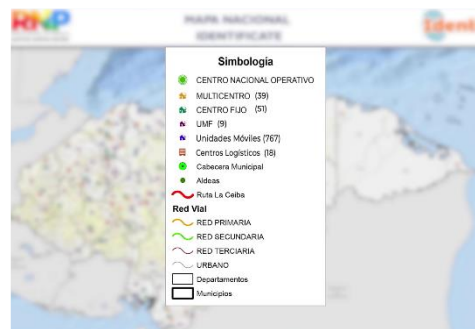 RNP
MAPA NACIONAL
IDENTIFICATE
Identi
Simbología
CENTRO NACIONAL OPERATIVO
MULTICENTRO (39)
CENTRO FIJO (51)
UMF (9)
Unidades Móviles (767)
Centros Logísticos (18)
Cabecera Municipal
Aldeas
Ruta La Ceiba
Red Vial
RED PRIMARIA
RED SECUNDARIA
RED TERCIARIA
URBANO
Departamentos
Municipios